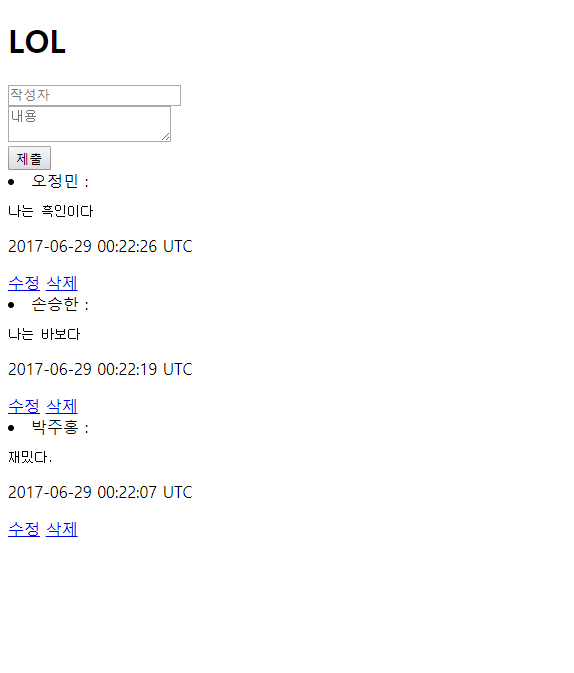 LOL
작성자
내용
제출
오정민 :
나는 흑인이다
2017-06-29 00:22:26 UTC
수정 삭제
손승한 :
나는 바보다
2017-06-29 00:22:19 UTC
수정 삭제
박주홍 :
재밌다.
2017-06-29 00:22:07 UTC
수정 삭제